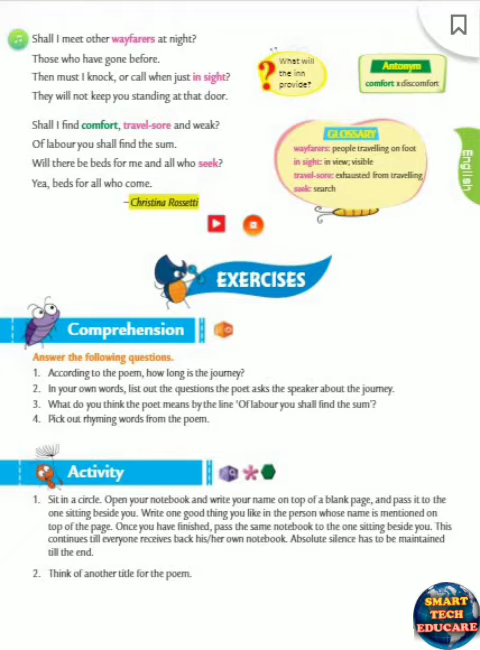 Shall I meet other wayfarers at night?
Those who have gone before.
Then must I knock, or call when just in sight?
They will not keep you standing at that door.
Shall I find comfort, travel-sore and weak?
Of labour you shall find the sum.
Will there be beds for me and all who seek?
Yea, beds for all who come.
–Christina Rossetti
?
What will
the inn
provide?
Antonym
comfort x discomfort
GLOSSARY
wayfarers: people travelling on foot
in sight: in view; visible
travel-sore: exhausted from travelling
seek: search
English
EXERCISES
Comprehension
Answer the following questions.
1. According to the poem, how long is the journey?
2. In your own words, list out the questions the poet asks the speaker about the journey.
3. What do you think the poet means by the line 'Of labour you shall find the sum'?
4. Pick out rhyming words from the poem.
Activity
1. Sit in a circle. Open your notebook and write your name on top of a blank page, and pass it to the
one sitting beside you. Write one good thing you like in the person whose name is mentioned on
top of the page. Once you have finished, pass the same notebook to the one sitting beside you. This
continues till everyone receives back his/her own notebook. Absolute silence has to be maintained
till the end.
2. Think of another title for the poem.
SMART
TECH
EDUCARE